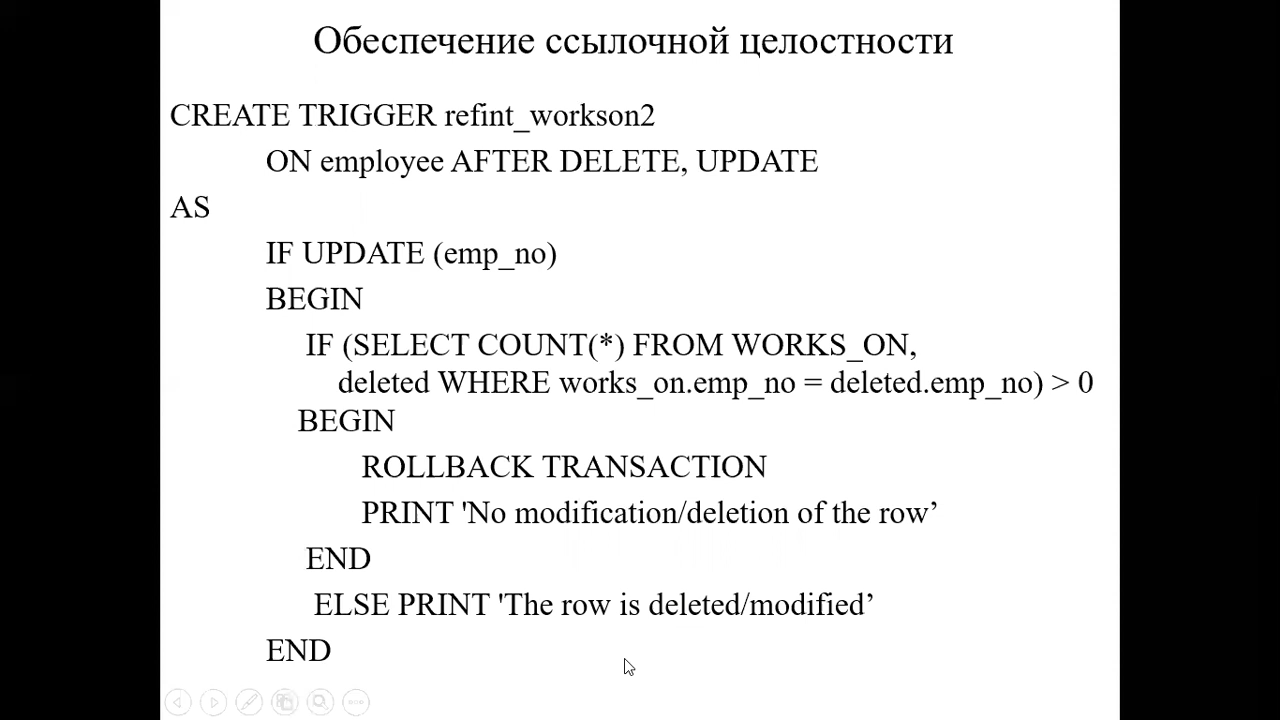 Обеспечение ссылочной целостности
CREATE TRIGGER refint_workson2
ON employee AFTER DELETE, UPDATE
AS
IF UPDATE (emp_no)
BEGIN
IF (SELECT COUNT(*) FROM WORKS_ON,
deleted WHERE works_on.emp_no = deleted.emp_no) > 0
BEGIN
ROLLBACK TRANSACTION
PRINT 'No modification/deletion of the row’
END
ELSE PRINT 'The row is deleted/modified’
END